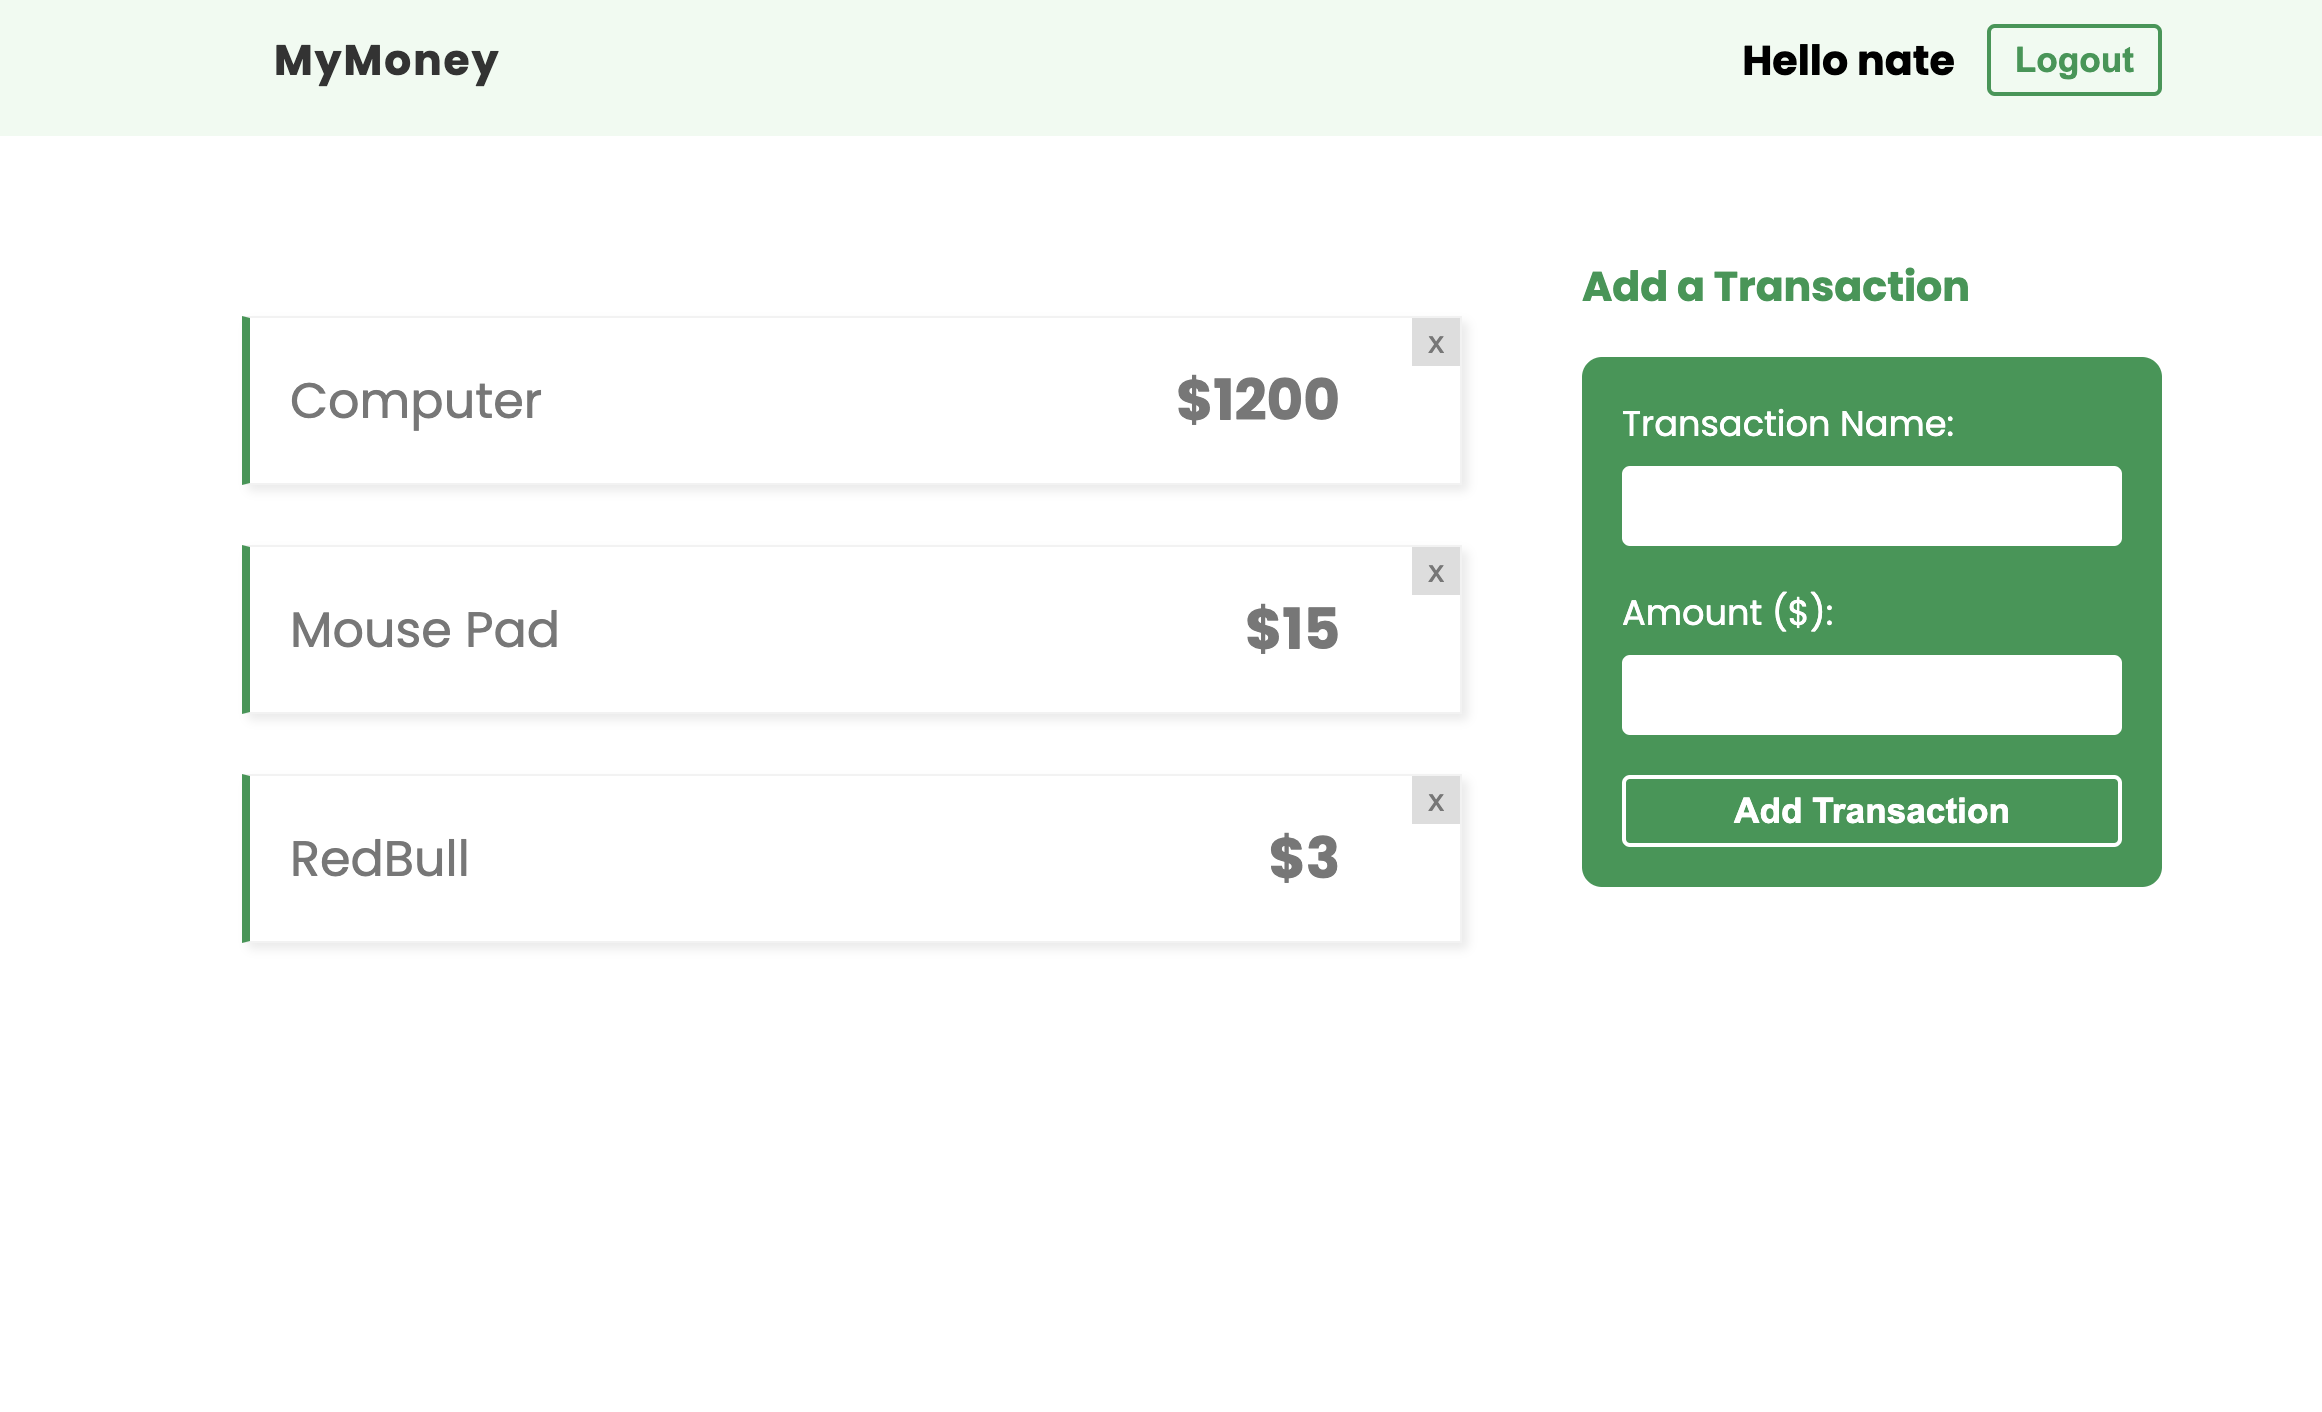 MyMoney
Hello nate
Logout
Computer
$1200
x
Mouse Pad
$15
x
RedBull
$3
x
Add a Transaction
Transaction Name:
Amount ($):
Add Transaction